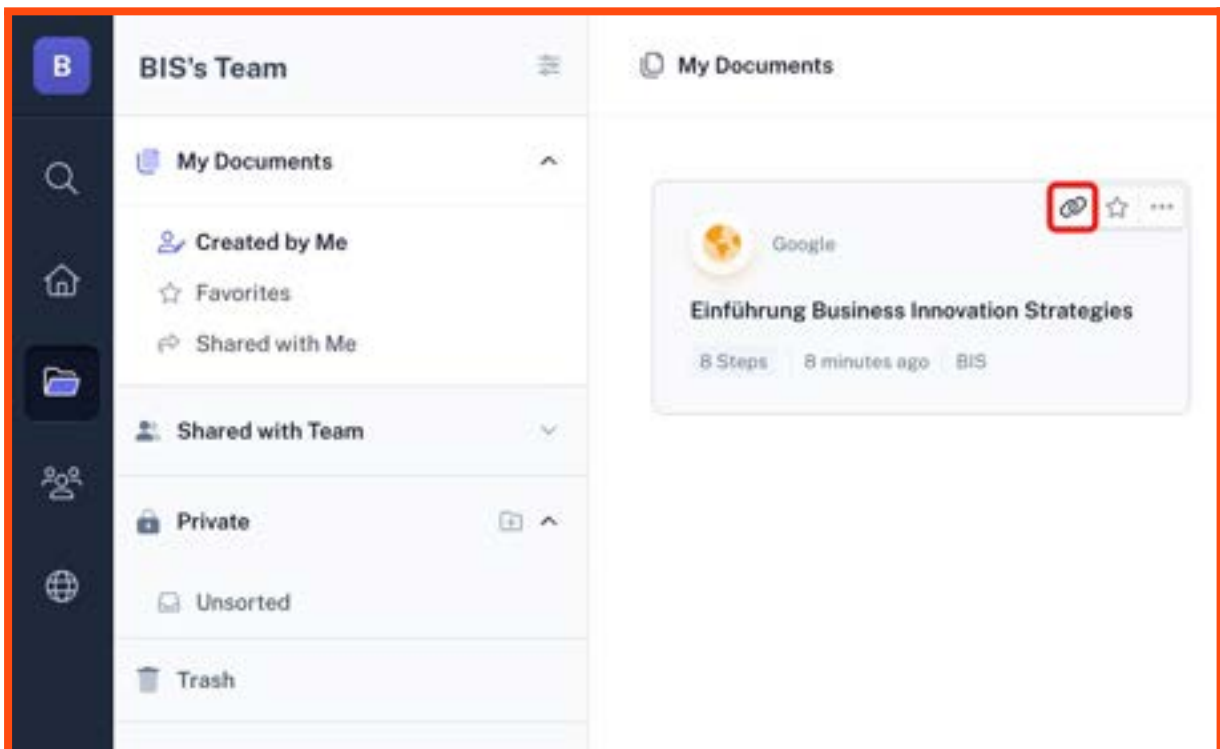 B
BIS's Team
My Documents
Created by Me
Favorites
Shared with Me
Shared with Team
Private
Unsorted
Trash
My Documents
Google
Einführung Business Innovation Strategies
8 Steps 8 minutes ago BIS